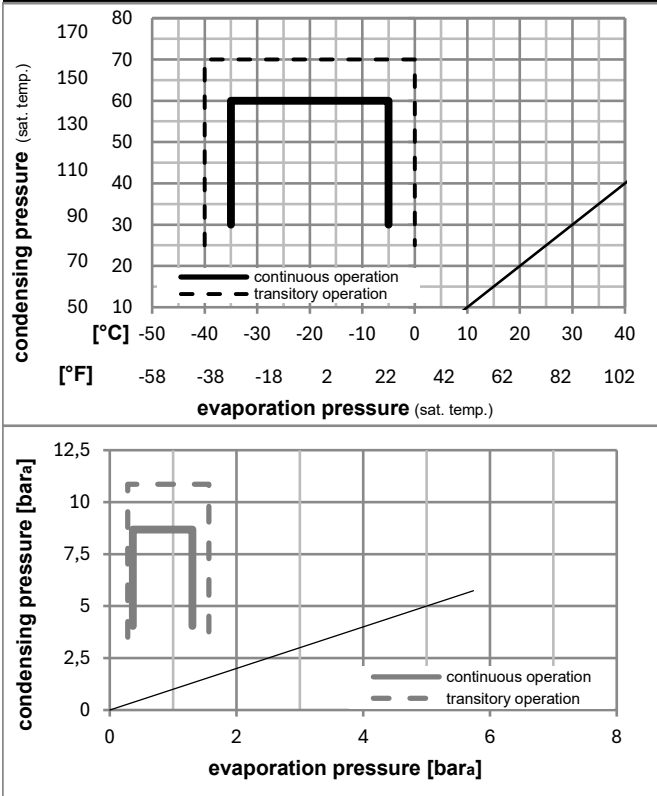 condensing pressure (sat. temp.)
170 80
150 70
60
130
50
110
40
90 30
70 20
50 10
continuous operation
transitory operation
[°C] -50 -40 -30 -20 -10 0 10 20 30 40
[°F] -58 -38 -18 2 22 42 62 82 102
evaporation pressure (sat. temp.)
condensing pressure [bara]
12,5
10
7,5
5
2,5
0
continuous operation
transitory operation
0 2 4 6 8
evaporation pressure [bara]